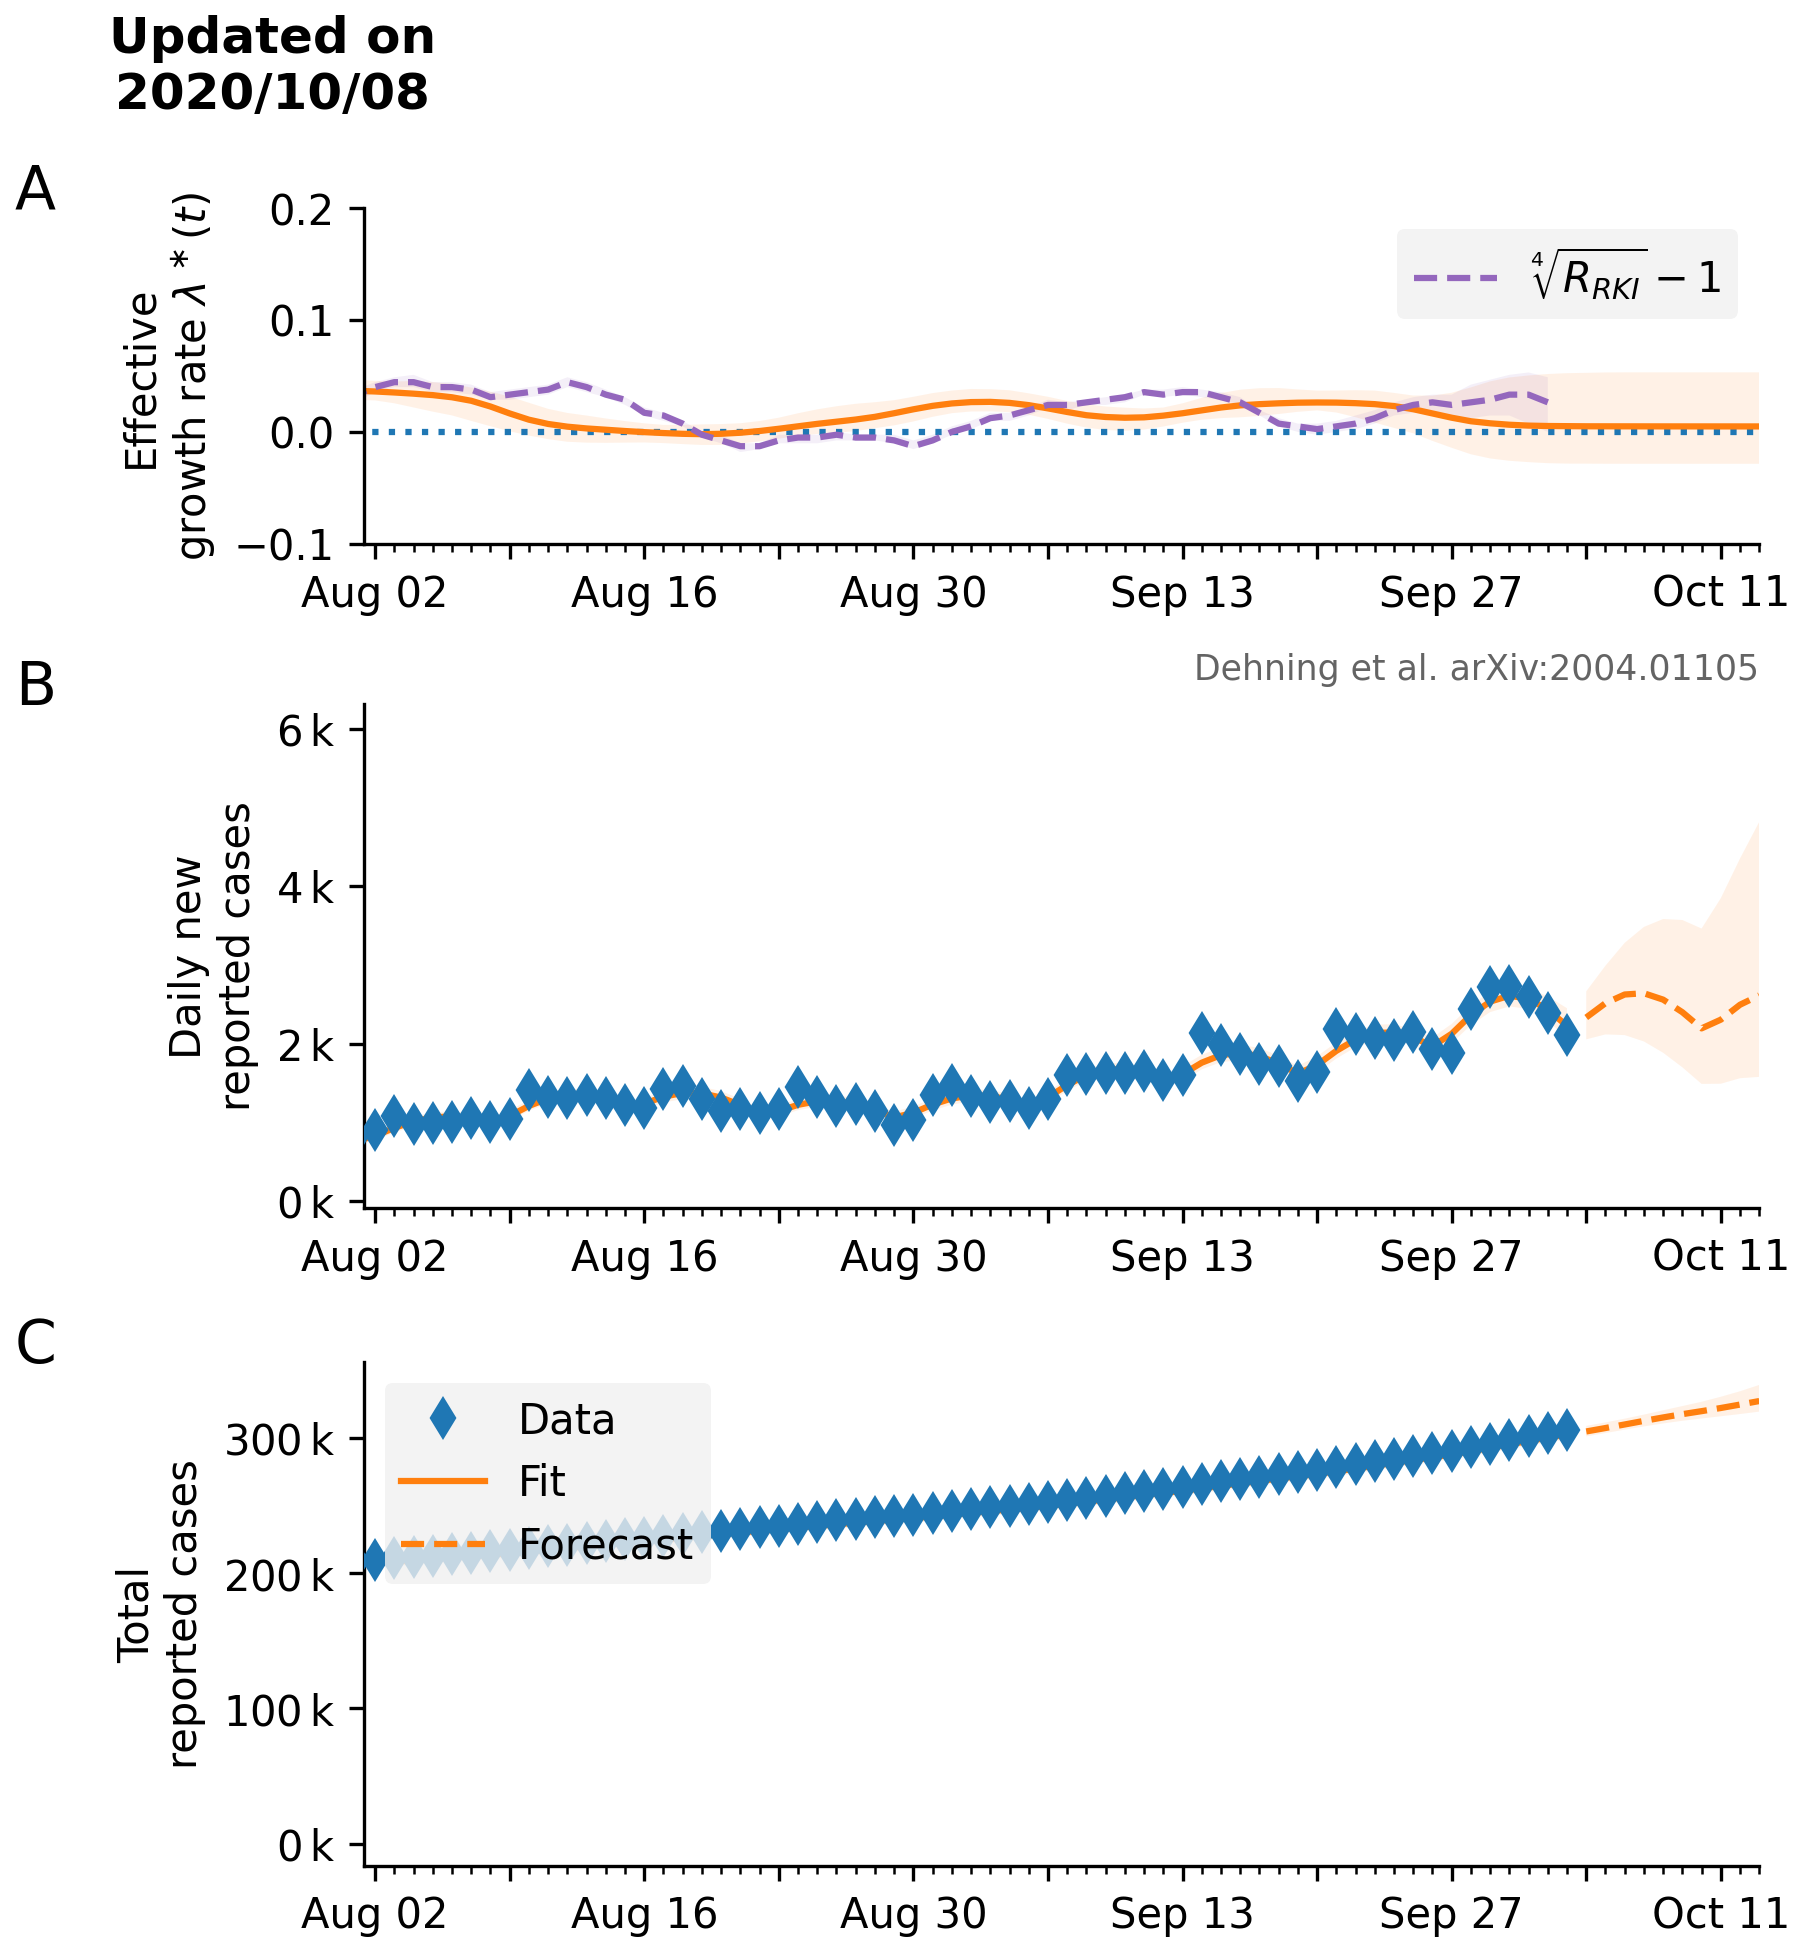 Updated on
2020/10/08
A
Effective
growth rate λ * (t)
0.2
0.1
0.0
−0.1
∜R_RKI − 1
Aug 02 Aug 16 Aug 30 Sep 13 Sep 27 Oct 11
B
Dehning et al. arXiv:2004.01105
Daily new
reported cases
6 k
4 k
2 k
0 k
Aug 02 Aug 16 Aug 30 Sep 13 Sep 27 Oct 11
C
Total
reported cases
300 k
200 k
100 k
0 k
Data
Fit
Forecast
Aug 02 Aug 16 Aug 30 Sep 13 Sep 27 Oct 11